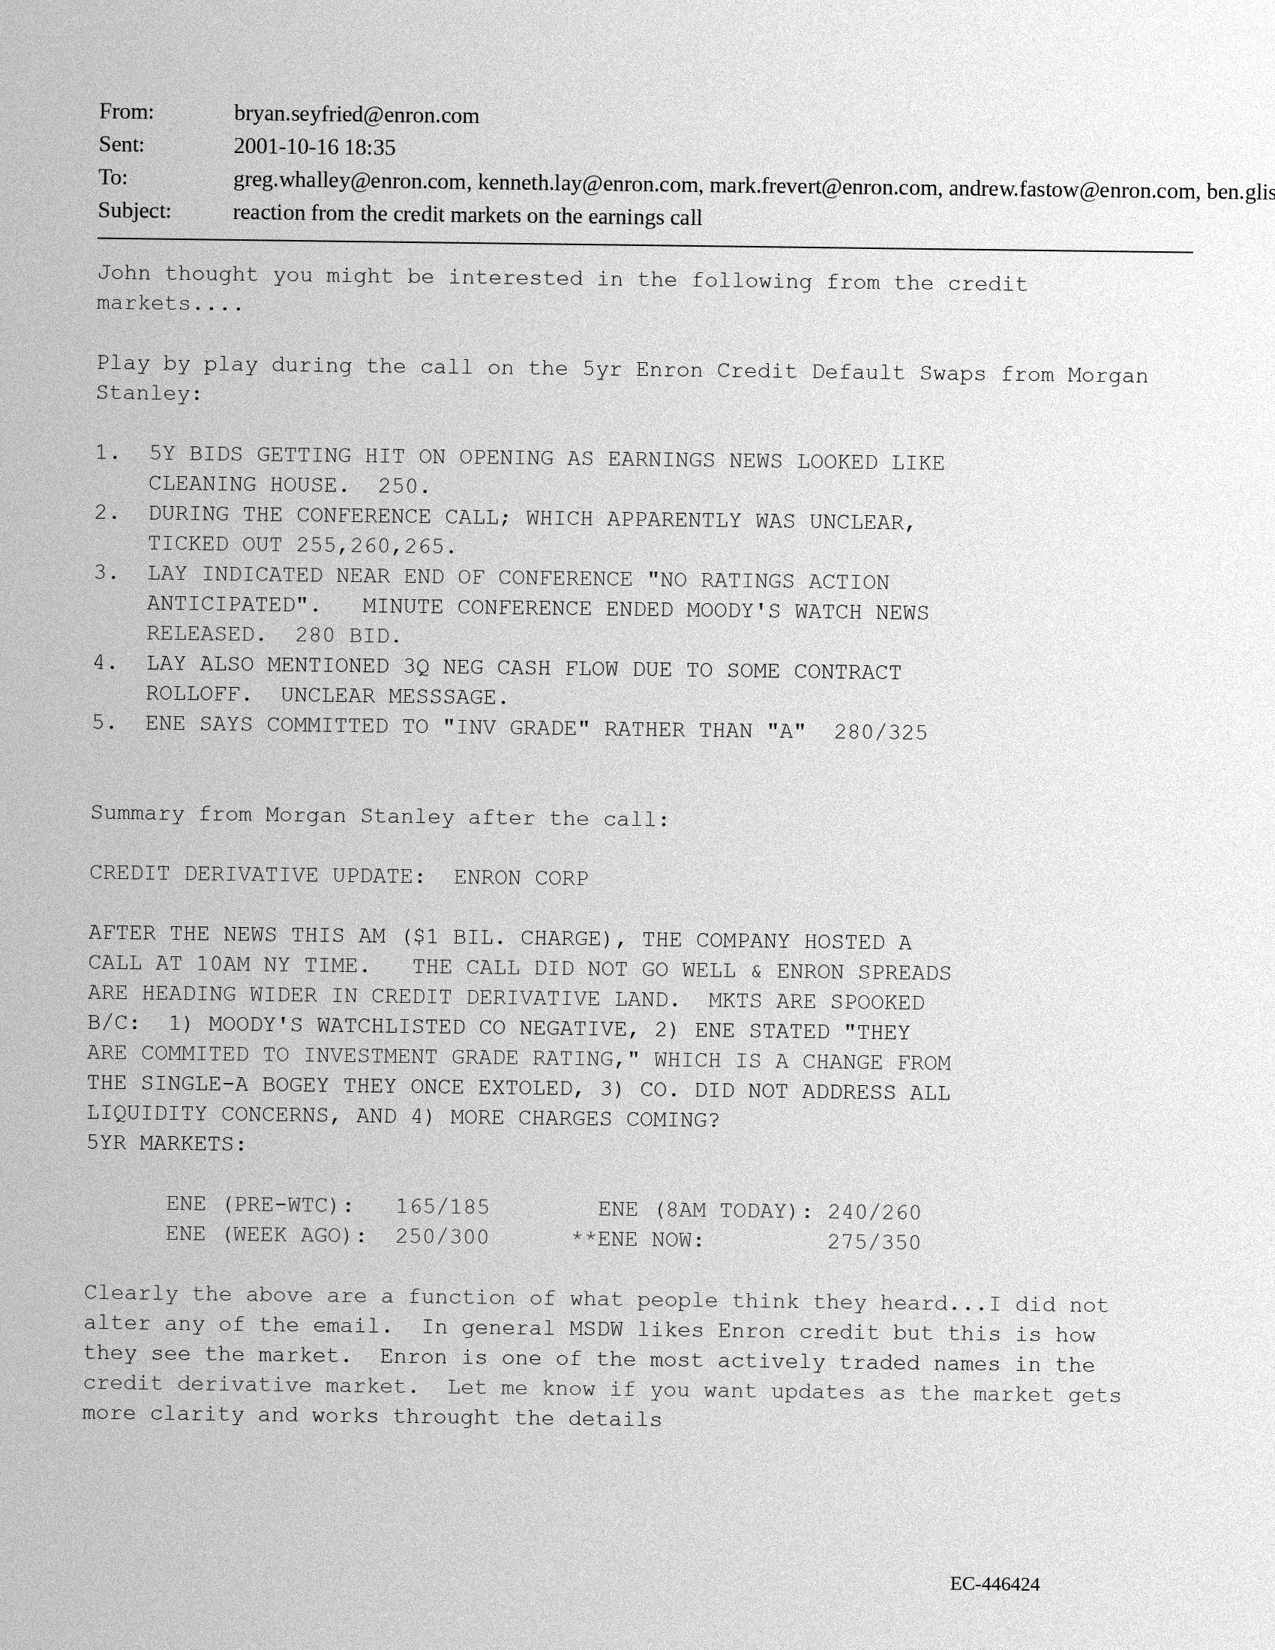 From: bryan.seyfried@enron.com
Sent: 2001-10-16 18:35
To: greg.whalley@enron.com, kenneth.lay@enron.com, mark.frevert@enron.com, andrew.fastow@enron.com,
Subject: reaction from the credit markets on the earnings call
John thought you might be interested in the following from the credit
markets....
Play by play during the call on the 5yr Enron Credit Default Swaps from Morgan
Stanley:
1. 5Y BIDS GETTING HIT ON OPENING AS EARNINGS NEWS LOOKED LIKE
CLEANING HOUSE. 250.
2. DURING THE CONFERENCE CALL; WHICH APPARENTLY WAS UNCLEAR,
TICKED OUT 255,260,265.
3. LAY INDICATED NEAR END OF CONFERENCE "NO RATINGS ACTION
ANTICIPATED". MINUTE CONFERENCE ENDED MOODY'S WATCH NEWS
RELEASED. 280 BID.
4. LAY ALSO MENTIONED 3Q NEG CASH FLOW DUE TO SOME CONTRACT
ROLLOFF. UNCLEAR MESSSAGE.
5. ENE SAYS COMMITTED TO "INV GRADE" RATHER THAN "A" 280/325
Summary from Morgan Stanley after the call:
CREDIT DERIVATIVE UPDATE: ENRON CORP
AFTER THE NEWS THIS AM ($1 BIL. CHARGE), THE COMPANY HOSTED A
CALL AT 10AM NY TIME. THE CALL DID NOT GO WELL & ENRON SPREADS
ARE HEADING WIDER IN CREDIT DERIVATIVE LAND. MKTS ARE SPOOKED
B/C: 1) MOODY'S WATCHLISTED CO NEGATIVE, 2) ENE STATED "THEY
ARE COMMITED TO INVESTMENT GRADE RATING," WHICH IS A CHANGE FROM
THE SINGLE-A BOGEY THEY ONCE EXTOLED, 3) CO. DID NOT ADDRESS ALL
LIQUIDITY CONCERNS, AND 4) MORE CHARGES COMING?
5YR MARKETS:
ENE (PRE-WTC): 165/185 ENE (8AM TODAY): 240/260
ENE (WEEK AGO): 250/300 **ENE NOW: 275/350
Clearly the above are a function of what people think they heard...I did not
alter any of the email. In general MSDW likes Enron credit but this is how
they see the market. Enron is one of the most actively traded names in the
credit derivative market. Let me know if you want updates as the market gets
more clarity and works throught the details
EC-446424